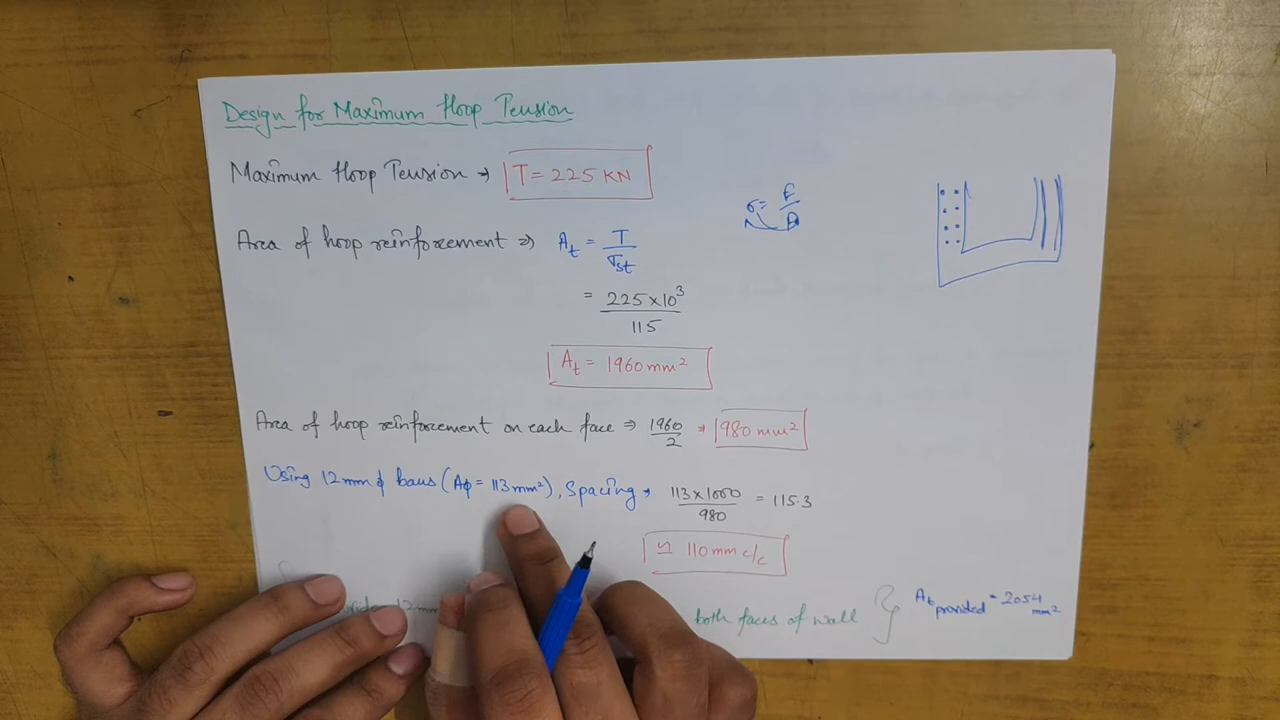 Design for Maximum Hoop Tension
Maximum Hoop Tension → T = 225 KN
σ = F/A
Area of hoop reinforcement ⇒ At = T/σst
= 225 × 10³/115
At = 1960 mm²
Area of hoop reinforcement on each face ⇒ 1960/2 → 980 mm²
Using 12mm ϕ bars (Aϕ = 113 mm²), Spacing → 113 × 1000/980 = 115.3
≃ 110 mm c/c
12mm both faces of wall } At provided = 2054 mm²